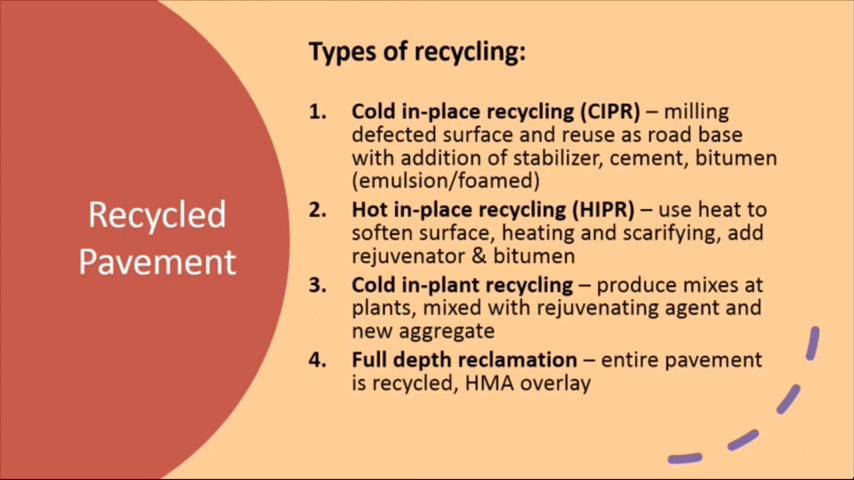 Recycled
Pavement
Types of recycling:
1. Cold in-place recycling (CIPR) – milling
defected surface and reuse as road base
with addition of stabilizer, cement, bitumen
(emulsion/foamed)
2. Hot in-place recycling (HIPR) – use heat to
soften surface, heating and scarifying, add
rejuvenator & bitumen
3. Cold in-plant recycling – produce mixes at
plants, mixed with rejuvenating agent and
new aggregate
4. Full depth reclamation – entire pavement
is recycled, HMA overlay